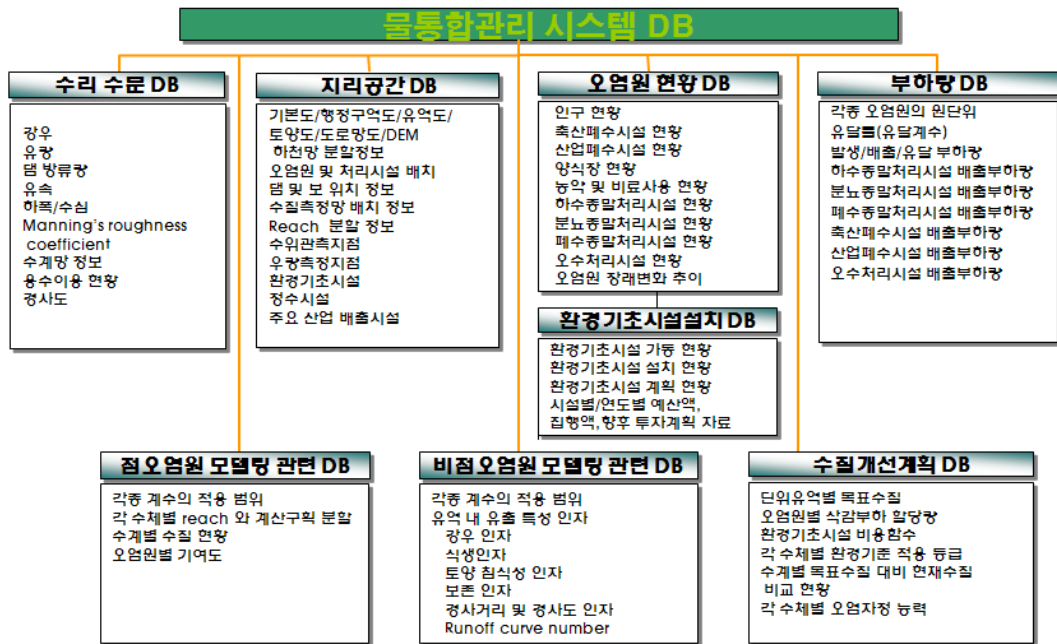 물통합관리 시스템 DB
수리 수문 DB
강우
유량
댐 방류량
유속
하폭/수심
Manning's roughness
coefficient
수계망 정보
용수이용 현황
경사도
지리공간 DB
기본도/행정구역도/유역도/
토양도/도로망도/DEM
하천망 분할정보
오염원 및 처리시설 배치
댐 및 보 위치 정보
수질측정망 배치 정보
Reach 분할 정보
수위관측지점
우량측정지점
환경기초시설
정수시설
주요 산업 배출시설
오염원 현황 DB
인구 현황
축산폐수시설 현황
산업폐수시설 현황
양식장 현황
농약 및 비료사용 현황
하수종말처리시설 현황
분뇨종말처리시설 현황
폐수종말처리시설 현황
오수처리시설 현황
오염원 장래변화 추이
환경기초시설설치 DB
환경기초시설 가동 현황
환경기초시설 설치 현황
환경기초시설 계획 현황
시설별/연도별 예산액,
집행액,향후 투자계획 자료
부하량 DB
각종 오염원의 원단위
유달률(유달계수)
발생/배출/유달 부하량
하수종말처리시설 배출부하량
분뇨종말처리시설 배출부하량
폐수종말처리시설 배출부하량
축산폐수시설 배출부하량
산업폐수시설 배출부하량
오수처리시설 배출부하량
점오염원 모델링 관련 DB
각종 계수의 적용 범위
각 수체별 reach 와 계산구획 분할
수계별 수질 현황
오염원별 기여도
비점오염원 모델링 관련 DB
각종 계수의 적용 범위
유역 내 유출 특성 인자
강우 인자
식생인자
토양 침식성 인자
보존 인자
경사거리 및 경사도 인자
Runoff curve number
수질개선계획 DB
단위유역별 목표수질
오염원별 삭감부하 할당량
환경기초시설 비용함수
각 수체별 환경기준 적용 등급
수계별 목표수질 대비 현재수질
비교 현황
각 수체별 오염자정 능력